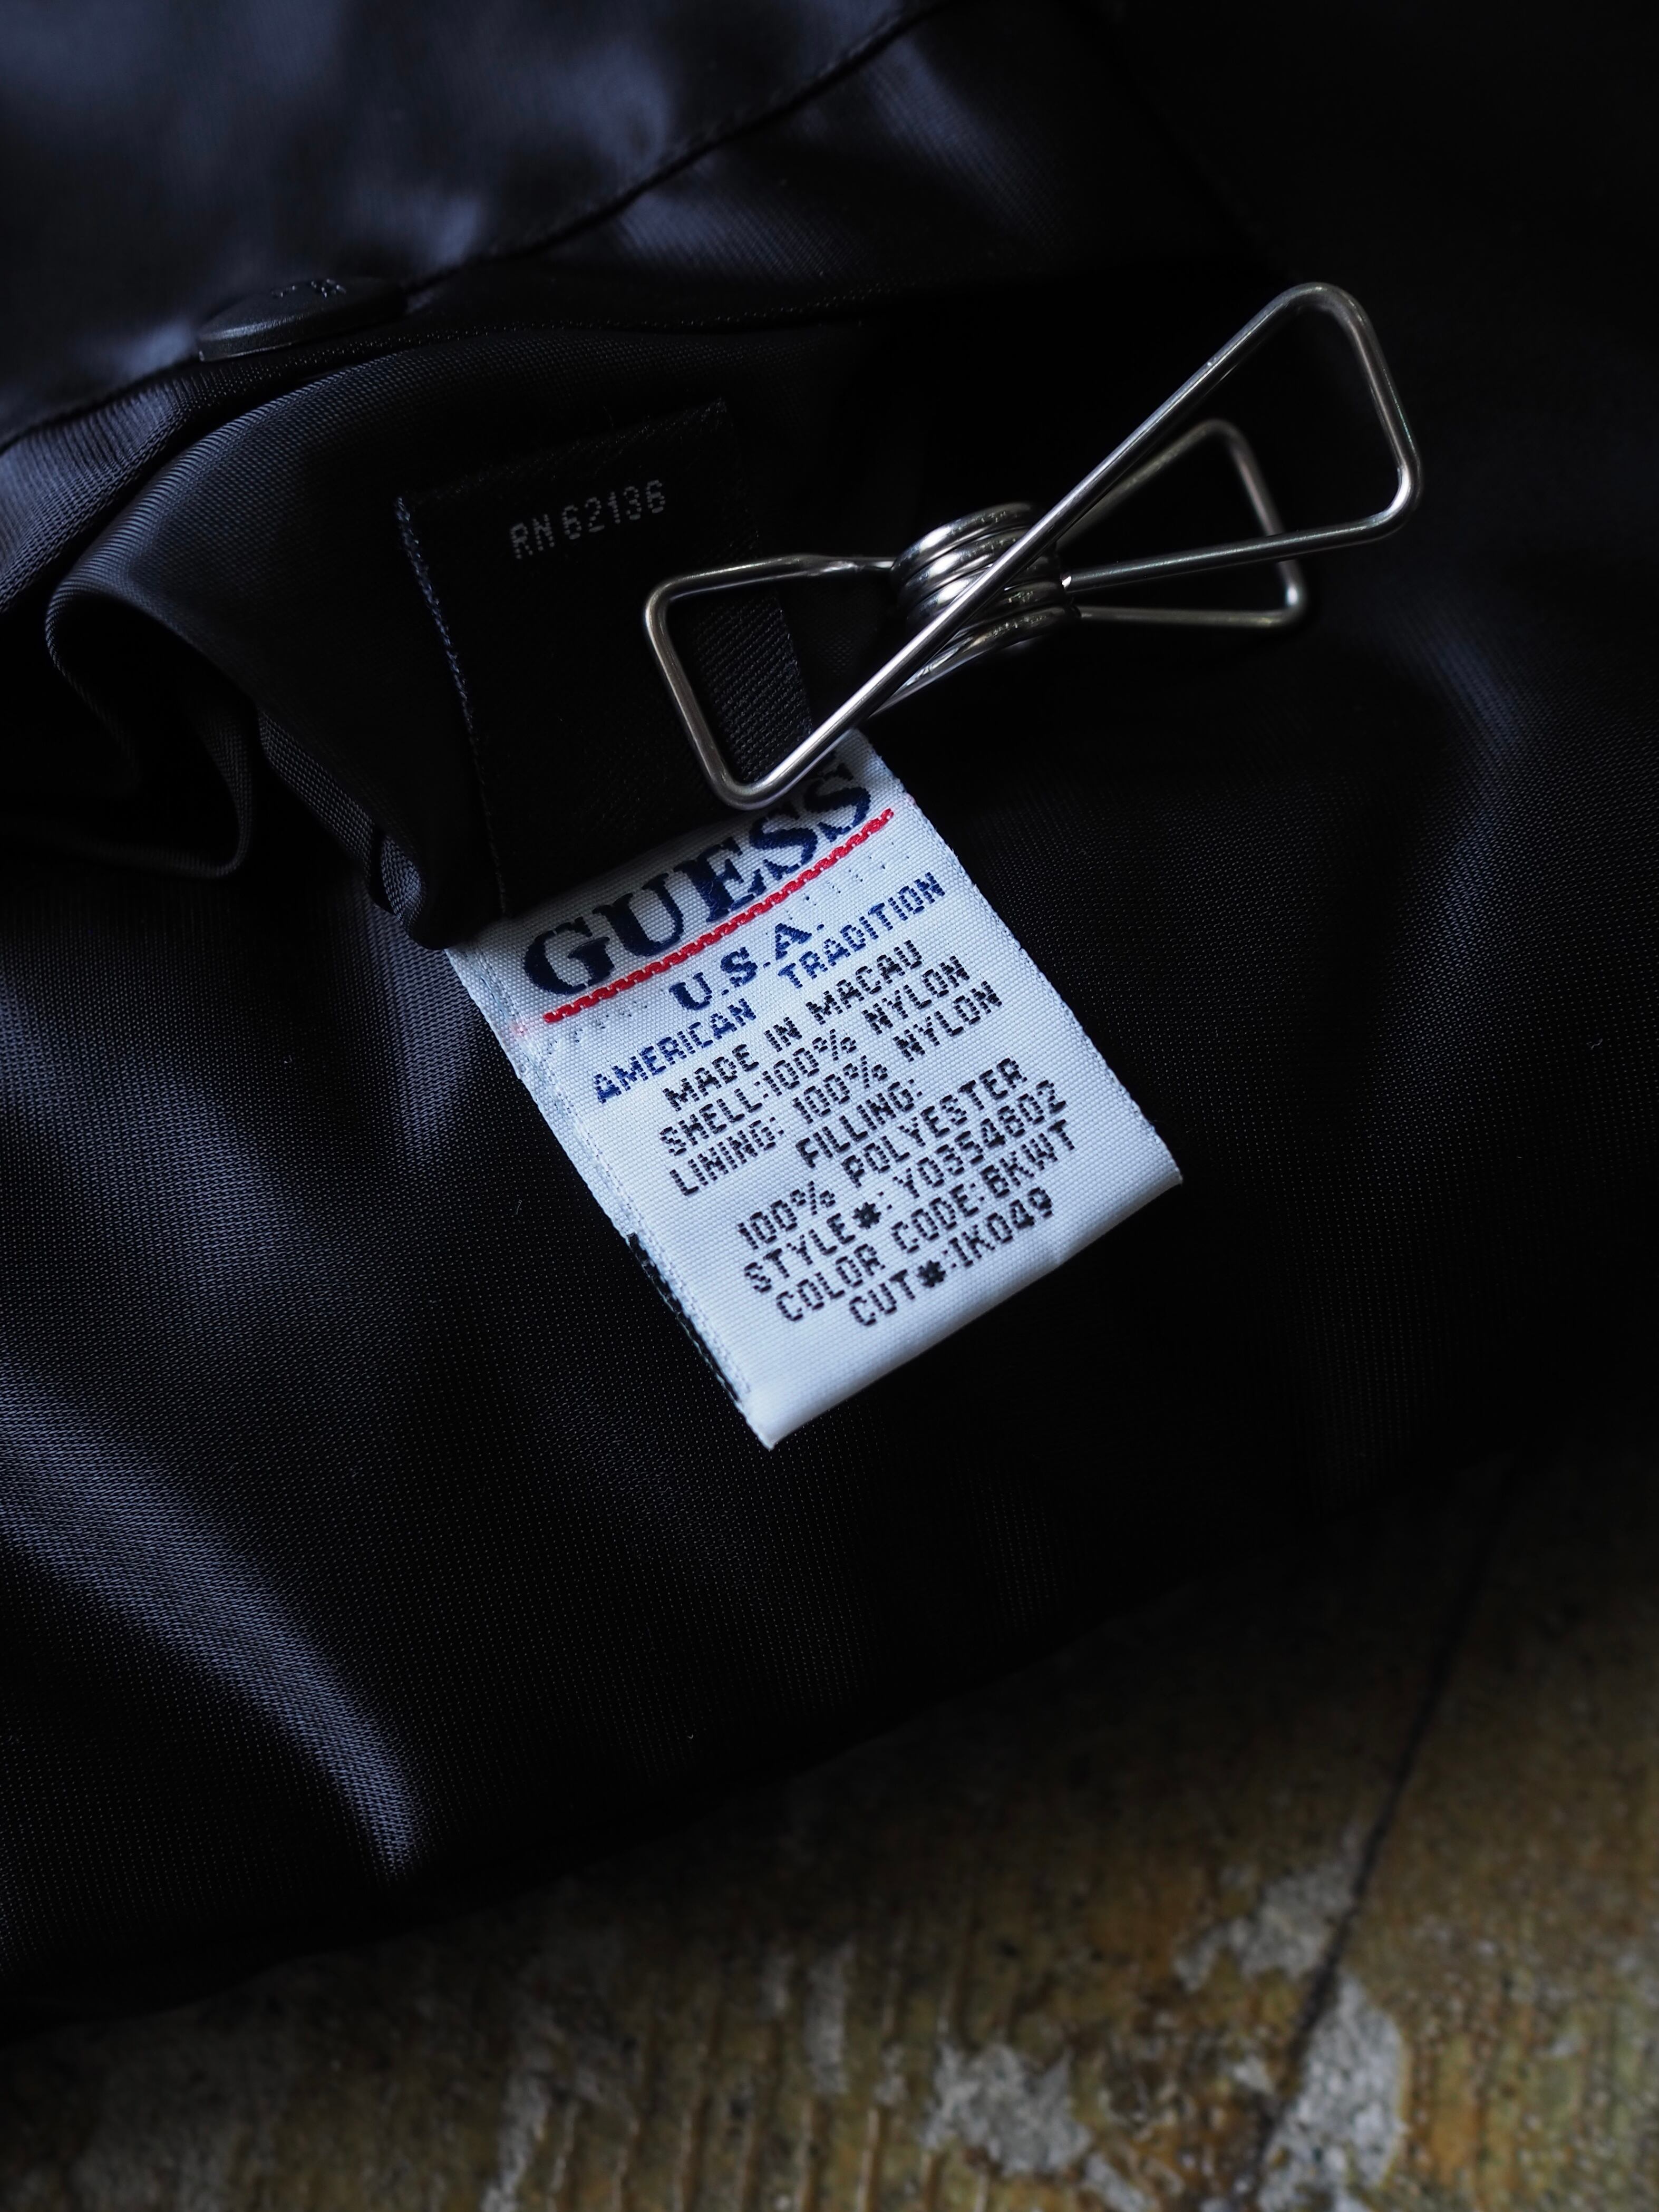 RN 62136
GUESS
U.S.A.
AMERICAN TRADITION
MADE IN MACAU
SHELL:100% NYLON
LINING: 100% NYLON
FILLING:
100% POLYESTER
STYLE#: Y0354602
COLOR CODE:BKWT
CUT#:1K049